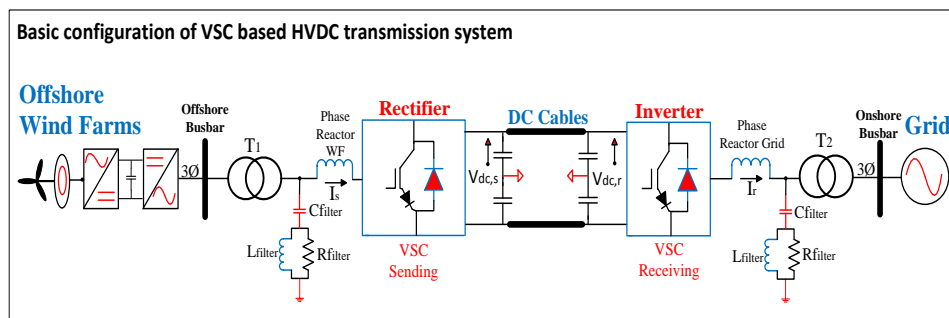 Basic configuration of VSC based HVDC transmission system
Offshore
Wind Farms
Offshore
Busbar
3Ø
T1
Phase
Reactor
WF
Is
Cfilter
Lfilter
Rfilter
Rectifier
VSC
Sending
DC Cables
Vdc,s
Vdc,r
Inverter
VSC
Receiving
Phase
Reactor Grid
Ir
Cfilter
Lfilter
Rfilter
T2
3Ø
Onshore
Busbar
Grid